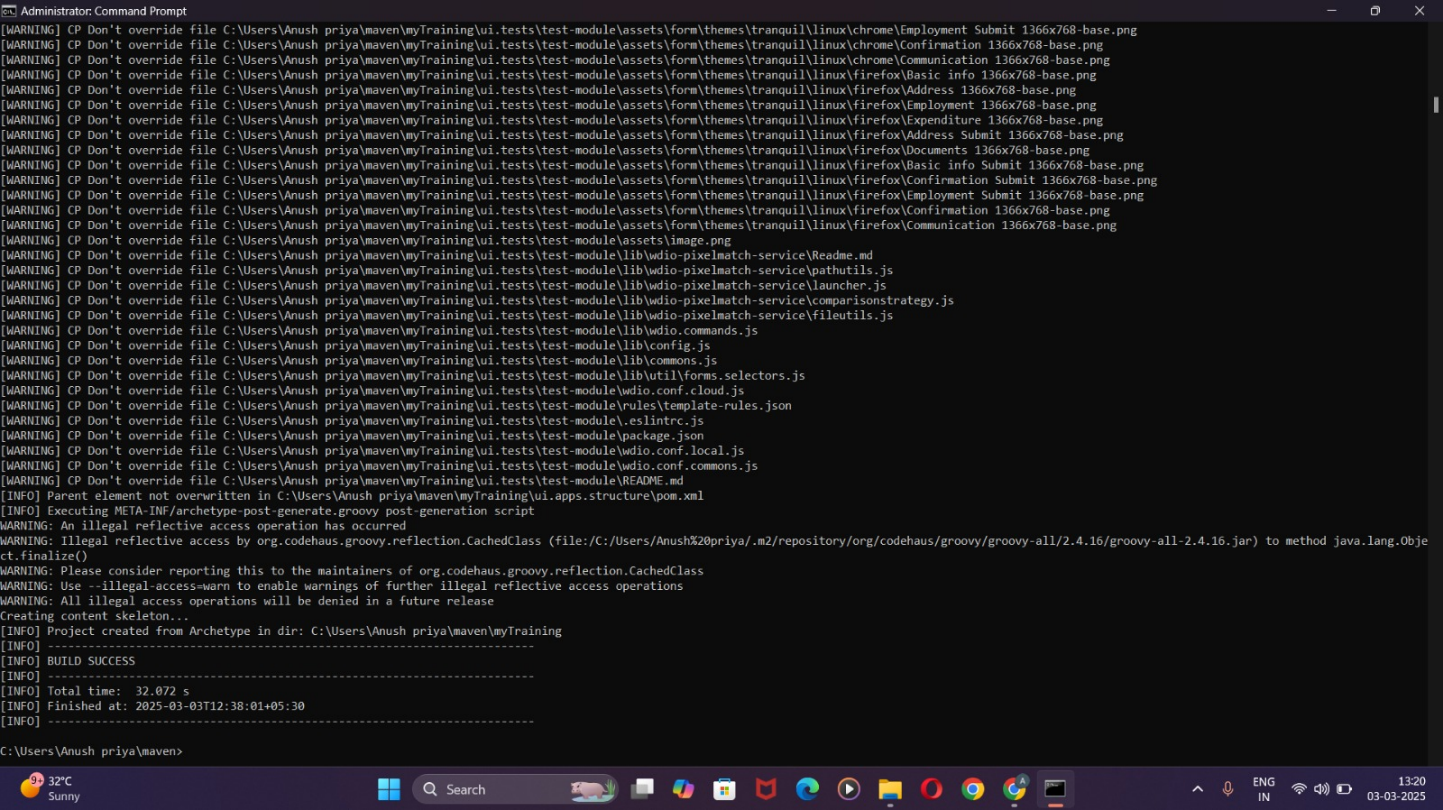 Administrator: Command Prompt
[WARNING] CP Don't override file C:\Users\Anush priya\maven\myTraining\ui.tests\test-module\assets\form\themes\tranquil\linux\chrome\Employment Submit 1366x768-base.png
[WARNING] CP Don't override file C:\Users\Anush priya\maven\myTraining\ui.tests\test-module\assets\form\themes\tranquil\linux\chrome\Confirmation 1366x768-base.png
[WARNING] CP Don't override file C:\Users\Anush priya\maven\myTraining\ui.tests\test-module\assets\form\themes\tranquil\linux\chrome\Communication 1366x768-base.png
[WARNING] CP Don't override file C:\Users\Anush priya\maven\myTraining\ui.tests\test-module\assets\form\themes\tranquil\linux\firefox\Basic info 1366x768-base.png
[WARNING] CP Don't override file C:\Users\Anush priya\maven\myTraining\ui.tests\test-module\assets\form\themes\tranquil\linux\firefox\Address 1366x768-base.png
[WARNING] CP Don't override file C:\Users\Anush priya\maven\myTraining\ui.tests\test-module\assets\form\themes\tranquil\linux\firefox\Employment 1366x768-base.png
[WARNING] CP Don't override file C:\Users\Anush priya\maven\myTraining\ui.tests\test-module\assets\form\themes\tranquil\linux\firefox\Expenditure 1366x768-base.png
[WARNING] CP Don't override file C:\Users\Anush priya\maven\myTraining\ui.tests\test-module\assets\form\themes\tranquil\linux\firefox\Address Submit 1366x768-base.png
[WARNING] CP Don't override file C:\Users\Anush priya\maven\myTraining\ui.tests\test-module\assets\form\themes\tranquil\linux\firefox\Documents 1366x768-base.png
[WARNING] CP Don't override file C:\Users\Anush priya\maven\myTraining\ui.tests\test-module\assets\form\themes\tranquil\linux\firefox\Basic info Submit 1366x768-base.png
[WARNING] CP Don't override file C:\Users\Anush priya\maven\myTraining\ui.tests\test-module\assets\form\themes\tranquil\linux\firefox\Confirmation Submit 1366x768-base.png
[WARNING] CP Don't override file C:\Users\Anush priya\maven\myTraining\ui.tests\test-module\assets\form\themes\tranquil\linux\firefox\Employment Submit 1366x768-base.png
[WARNING] CP Don't override file C:\Users\Anush priya\maven\myTraining\ui.tests\test-module\assets\form\themes\tranquil\linux\firefox\Confirmation 1366x768-base.png
[WARNING] CP Don't override file C:\Users\Anush priya\maven\myTraining\ui.tests\test-module\assets\form\themes\tranquil\linux\firefox\Communication 1366x768-base.png
[WARNING] CP Don't override file C:\Users\Anush priya\maven\myTraining\ui.tests\test-module\assets\image.png
[WARNING] CP Don't override file C:\Users\Anush priya\maven\myTraining\ui.tests\test-module\lib\wdio-pixelmatch-service\Readme.md
[WARNING] CP Don't override file C:\Users\Anush priya\maven\myTraining\ui.tests\test-module\lib\wdio-pixelmatch-service\pathutils.js
[WARNING] CP Don't override file C:\Users\Anush priya\maven\myTraining\ui.tests\test-module\lib\wdio-pixelmatch-service\launcher.js
[WARNING] CP Don't override file C:\Users\Anush priya\maven\myTraining\ui.tests\test-module\lib\wdio-pixelmatch-service\comparisonstrategy.js
[WARNING] CP Don't override file C:\Users\Anush priya\maven\myTraining\ui.tests\test-module\lib\wdio-pixelmatch-service\fileutils.js
[WARNING] CP Don't override file C:\Users\Anush priya\maven\myTraining\ui.tests\test-module\lib\wdio.commands.js
[WARNING] CP Don't override file C:\Users\Anush priya\maven\myTraining\ui.tests\test-module\lib\config.js
[WARNING] CP Don't override file C:\Users\Anush priya\maven\myTraining\ui.tests\test-module\lib\commons.js
[WARNING] CP Don't override file C:\Users\Anush priya\maven\myTraining\ui.tests\test-module\lib\util\forms.selectors.js
[WARNING] CP Don't override file C:\Users\Anush priya\maven\myTraining\ui.tests\test-module\wdio.conf.cloud.js
[WARNING] CP Don't override file C:\Users\Anush priya\maven\myTraining\ui.tests\test-module\rules\template-rules.json
[WARNING] CP Don't override file C:\Users\Anush priya\maven\myTraining\ui.tests\test-module\.eslintrc.js
[WARNING] CP Don't override file C:\Users\Anush priya\maven\myTraining\ui.tests\test-module\package.json
[WARNING] CP Don't override file C:\Users\Anush priya\maven\myTraining\ui.tests\test-module\wdio.conf.local.js
[WARNING] CP Don't override file C:\Users\Anush priya\maven\myTraining\ui.tests\test-module\wdio.conf.commons.js
[WARNING] CP Don't override file C:\Users\Anush priya\maven\myTraining\ui.tests\test-module\README.md
[INFO] Parent element not overwritten in C:\Users\Anush priya\maven\myTraining\ui.apps.structure\pom.xml
[INFO] Executing META-INF/archetype-post-generate.groovy post-generation script
WARNING: An illegal reflective access operation has occurred
WARNING: Illegal reflective access by org.codehaus.groovy.reflection.CachedClass (file:/C:/Users/Anush%20priya/.m2/repository/org/codehaus/groovy/groovy-all/2.4.16/groovy-all-2.4.16.jar) to method java.lang.Obje
ct.finalize()
WARNING: Please consider reporting this to the maintainers of org.codehaus.groovy.reflection.CachedClass
WARNING: Use --illegal-access=warn to enable warnings of further illegal reflective access operations
WARNING: All illegal access operations will be denied in a future release
Creating content skeleton...
[INFO] Project created from Archetype in dir: C:\Users\Anush priya\maven\myTraining
[INFO] ------------------------------------------------------------------------
[INFO] BUILD SUCCESS
[INFO] ------------------------------------------------------------------------
[INFO] Total time:  32.072 s
[INFO] Finished at: 2025-03-03T12:38:01+05:30
[INFO] ------------------------------------------------------------------------
C:\Users\Anush priya\maven>
9+
32°C
Sunny
Search
A
ENG
IN
13:20
03-03-2025